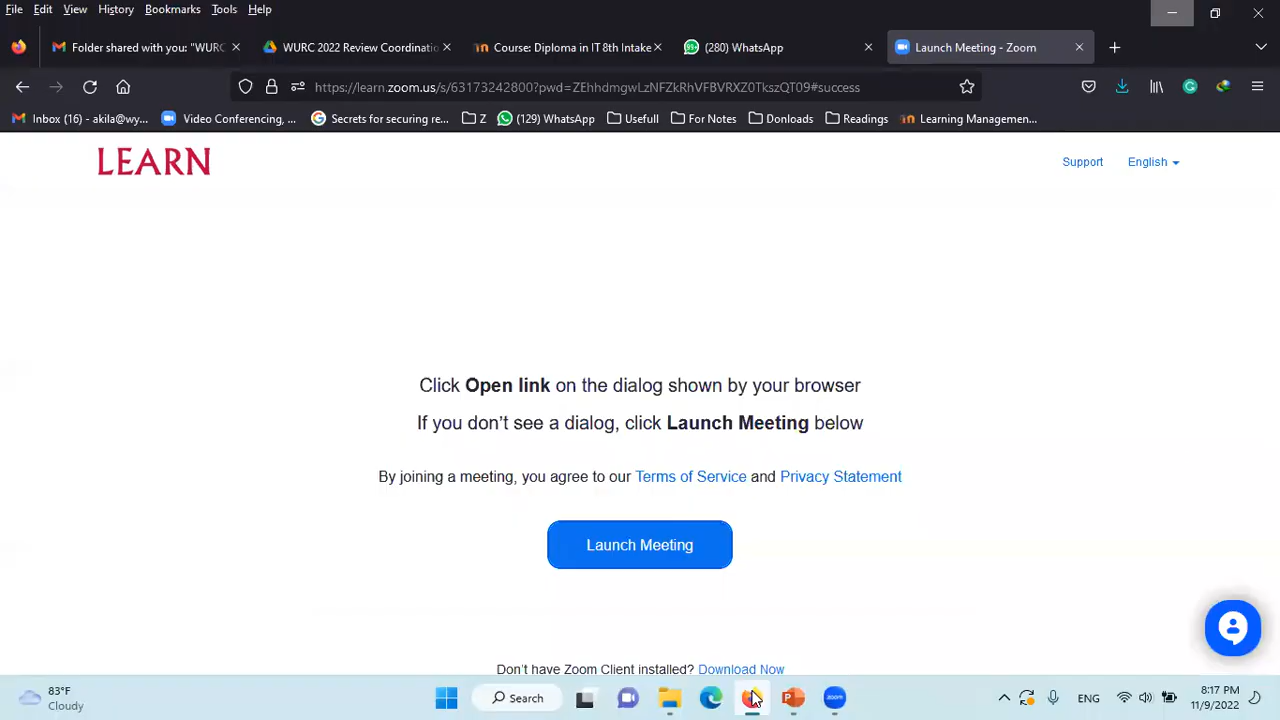 File Edit View History Bookmarks Tools Help
Folder shared with you: "WURC
WURC 2022 Review Coordinatio
Course: Diploma in IT 8th Intake
99+ (280) WhatsApp
Launch Meeting - Zoom
https://learn.zoom.us/s/63173242800?pwd=ZEhhdmgwLzNFZkRhVFBVRXZ0TkszQT09#success
Inbox (1) - akila@wy... Video Conferencing, ... Secrets for securing re... Z (129) WhatsApp Usefull For Notes Donloads Readings Learning Managemen...
LEARN
Support English
Click Open link on the dialog shown by your browser
If you don't see a dialog, click Launch Meeting below
By joining a meeting, you agree to our Terms of Service and Privacy Statement
Launch Meeting
Don't have Zoom Client installed? Download Now
83°F
Cloudy
Search
zoom
ENG
8:17 PM
11/9/2022